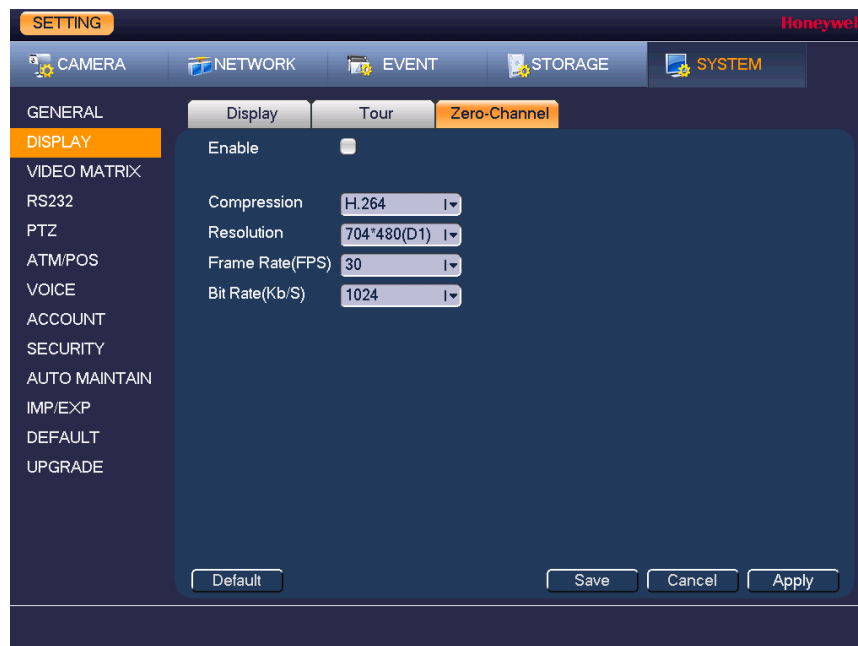 SETTING
Honeywell
CAMERA NETWORK EVENT STORAGE SYSTEM
GENERAL
DISPLAY
VIDEO MATRIX
RS232
PTZ
ATM/POS
VOICE
ACCOUNT
SECURITY
AUTO MAINTAIN
IMP/EXP
DEFAULT
UPGRADE
Display Tour Zero-Channel
Enable
Compression H.264
Resolution 704*480(D1)
Frame Rate(FPS) 30
Bit Rate(Kb/S) 1024
Default Save Cancel Apply